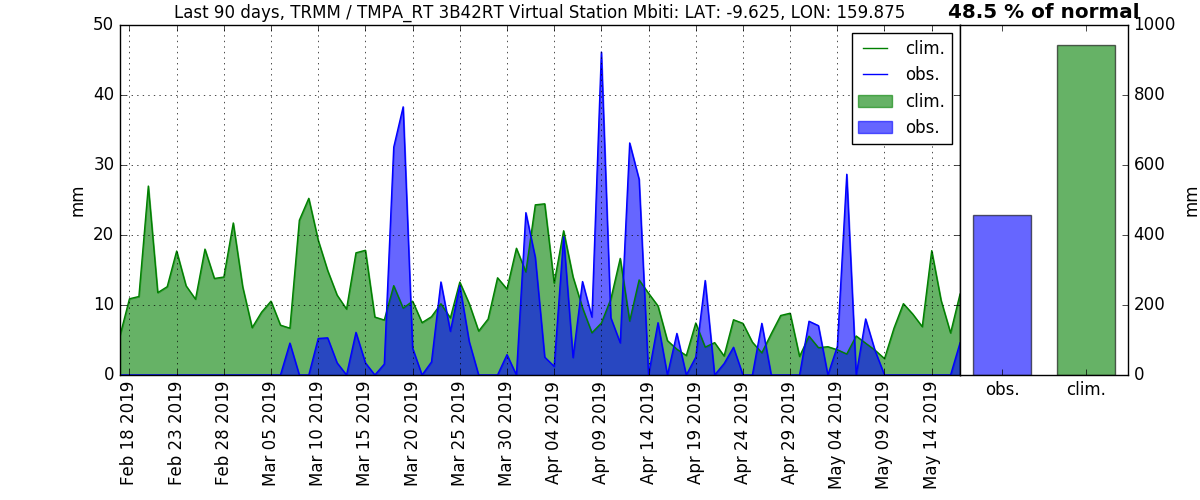 Last 90 days, TRMM / TMPA_RT 3B42RT Virtual Station Mbiti: LAT: -9.625, LON: 159.875
48.5 % of normal
50
40
30
20
10
0
mm
clim.
obs.
clim.
obs.
1000
800
600
400
200
0
mm
obs.
clim.
Feb 18 2019
Feb 23 2019
Feb 28 2019
Mar 05 2019
Mar 10 2019
Mar 15 2019
Mar 20 2019
Mar 25 2019
Mar 30 2019
Apr 04 2019
Apr 09 2019
Apr 14 2019
Apr 19 2019
Apr 24 2019
Apr 29 2019
May 04 2019
May 09 2019
May 14 2019